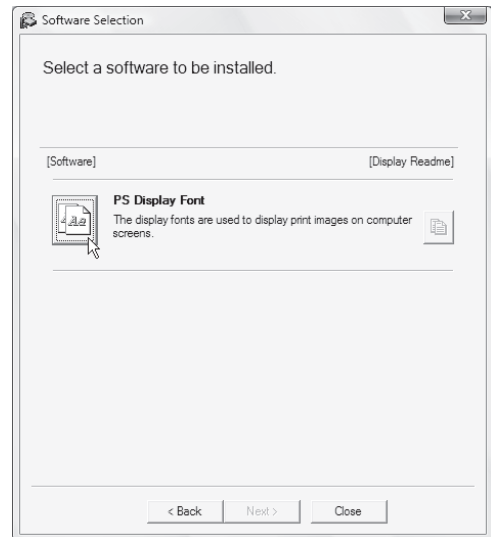 Software Selection
Select a software to be installed.
[Software] [Display Readme]
PS Display Font
The display fonts are used to display print images on computer
screens.
< Back Next > Close